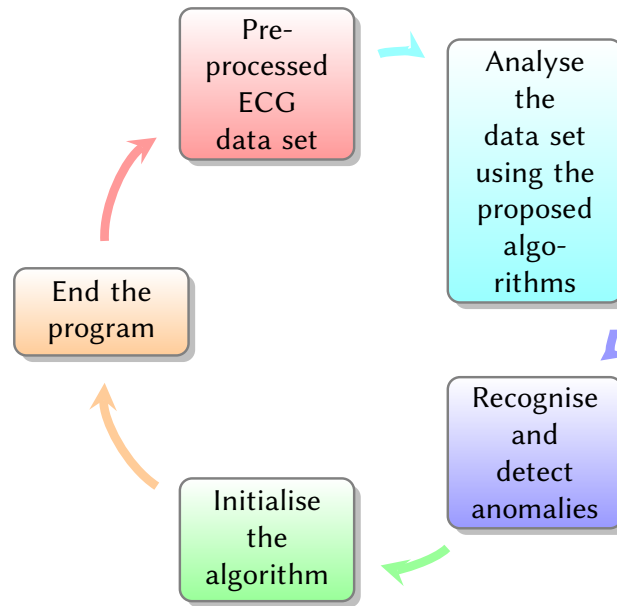 Pre-
processed
ECG
data set
Analyse
the
data set
using the
proposed
algo-
rithms
Recognise
and
detect
anomalies
Initialise
the
algorithm
End the
program